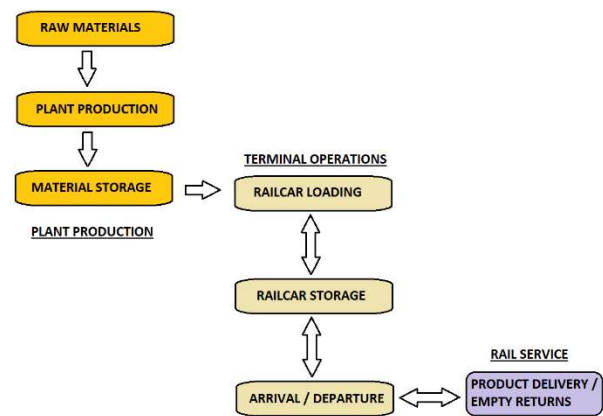 RAW MATERIALS
PLANT PRODUCTION
MATERIAL STORAGE
PLANT PRODUCTION
TERMINAL OPERATIONS
RAILCAR LOADING
RAILCAR STORAGE
ARRIVAL / DEPARTURE
RAIL SERVICE
PRODUCT DELIVERY /
EMPTY RETURNS